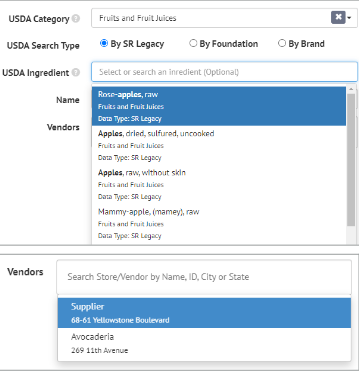 USDA Category ? Fruits and Fruit Juices
USDA Search Type By SR Legacy By Foundation By Brand
USDA Ingredient ? Select or search an inredient (Optional)
Name
Vendors
Rose-apples, raw
Fruits and Fruit Juices
Data Type: SR Legacy
Apples, dried, sulfured, uncooked
Fruits and Fruit Juices
Data Type: SR Legacy
Apples, raw, without skin
Fruits and Fruit Juices
Data Type: SR Legacy
Mammy-apple, (mamey), raw
Fruits and Fruit Juices
Data Type: SR Legacy
Vendors Search Store/Vendor by Name, ID, City or State
Supplier
68-61 Yellowstone Boulevard
Avocaderia
269 11th Avenue